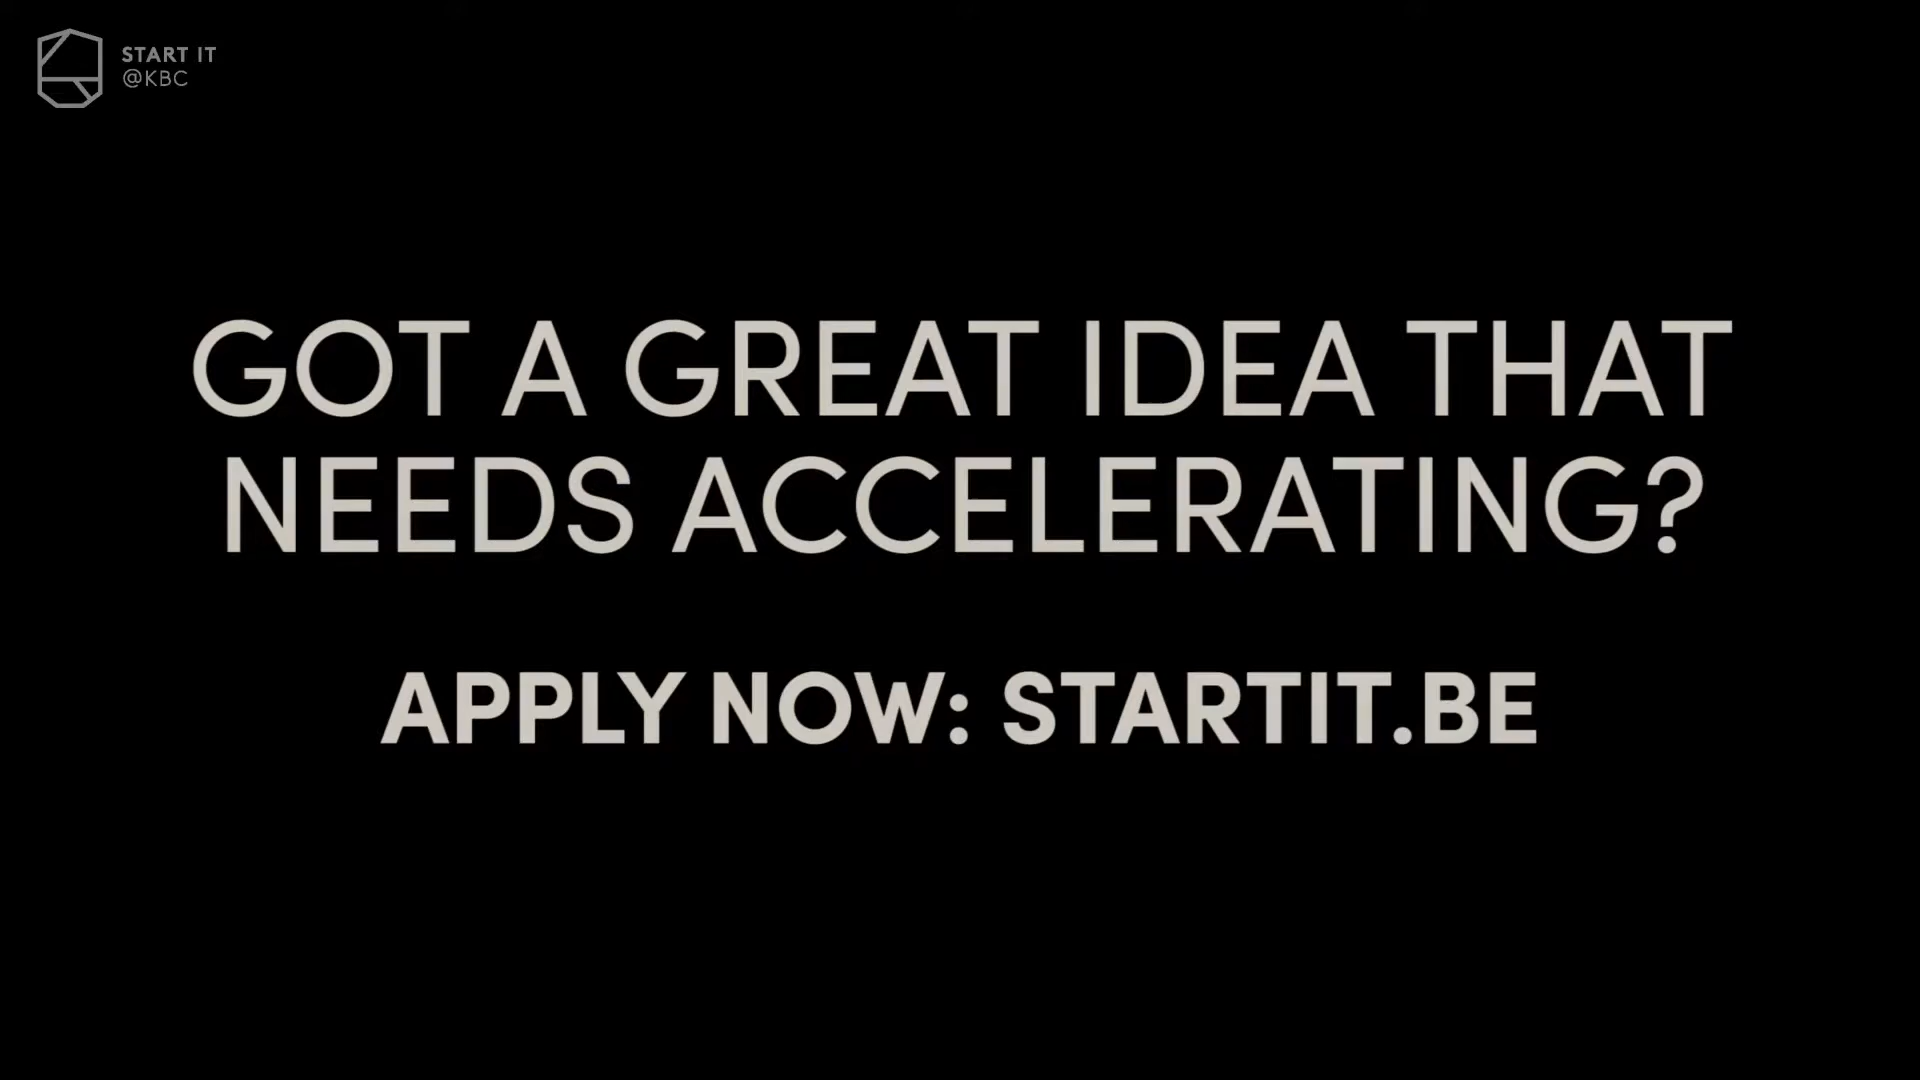 START IT
@KBC
GOT A GREAT IDEA THAT
NEEDS ACCELERATING?
APPLY NOW: STARTIT.BE